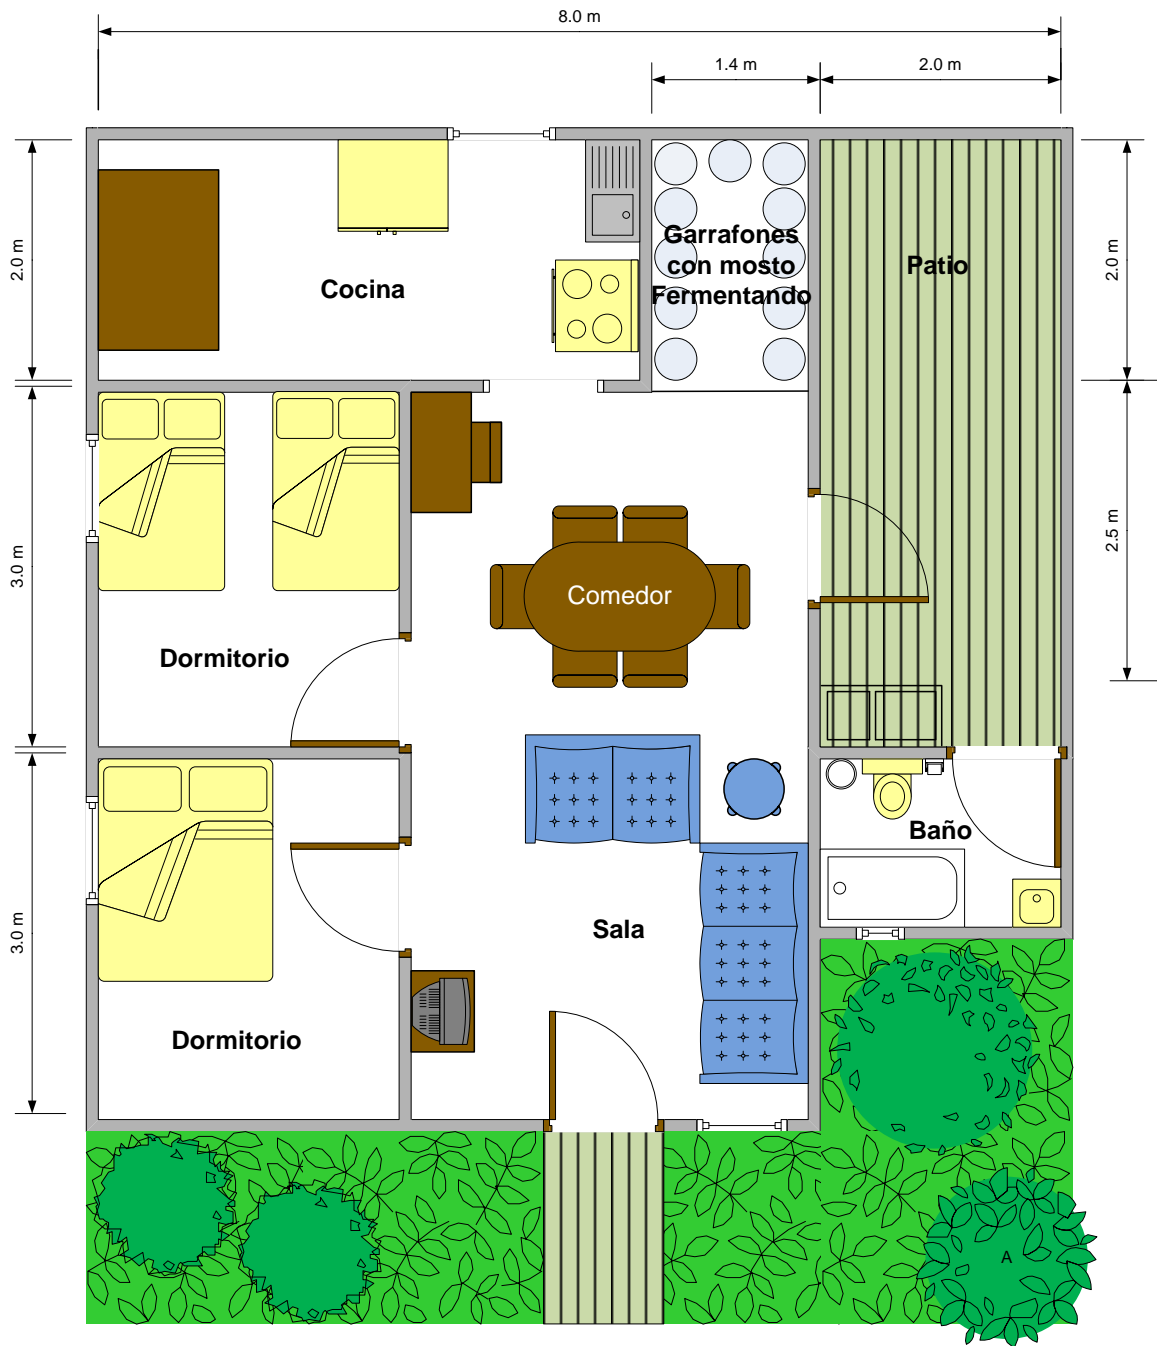 8.0 m
1.4 m
2.0 m
2.0 m
Cocina
Garrafones
con mosto
Fermentando
Patio
2.0 m
3.0 m
Dormitorio
Comedor
2.5 m
3.0 m
Dormitorio
Sala
Baño
A